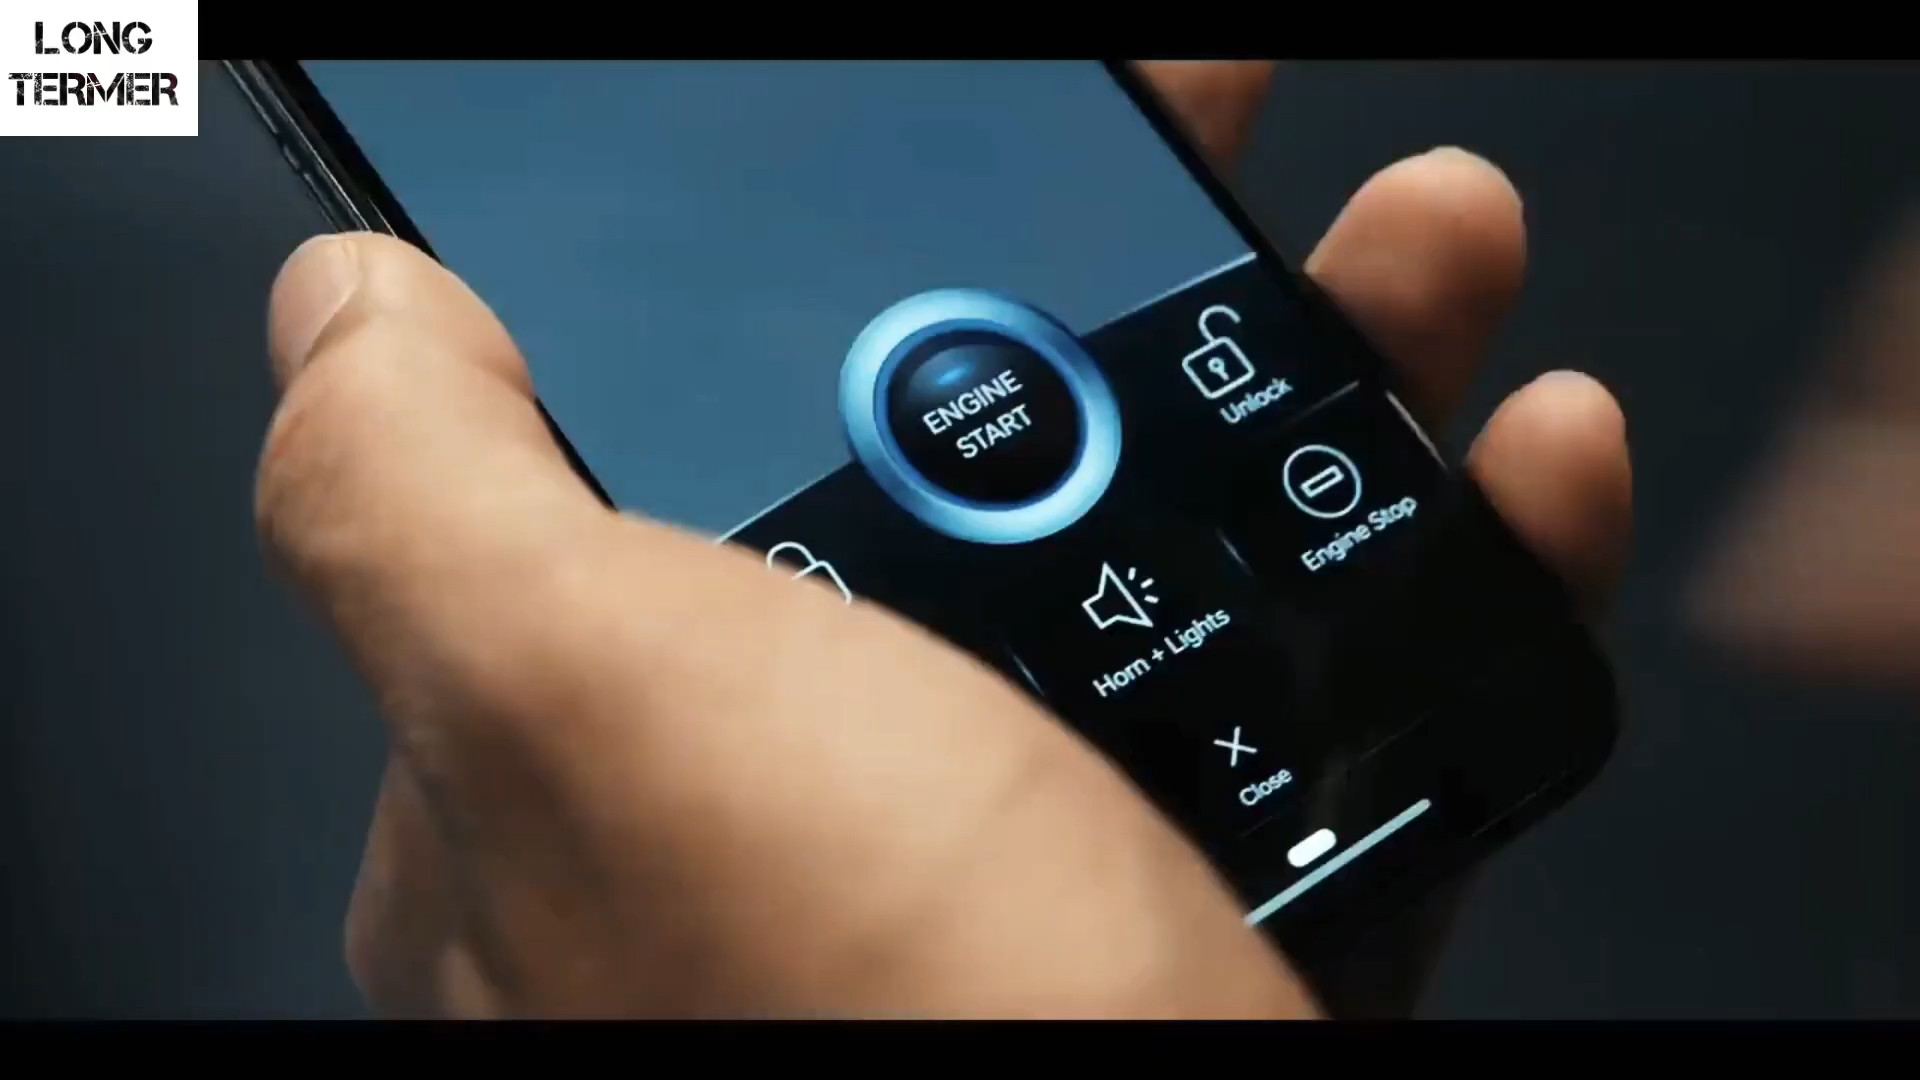 LONG
TERMER
ENGINE
START
Unlock
Engine Stop
Horn + Lights
Close